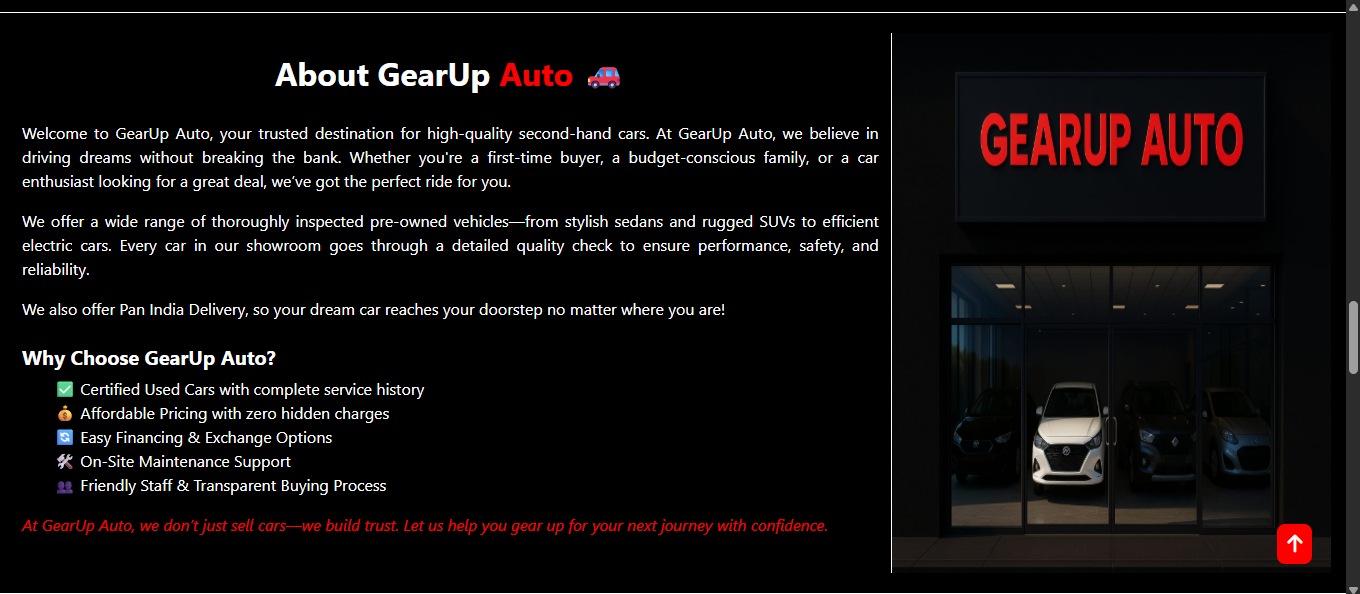 About GearUp Auto 🚗
Welcome to GearUp Auto, your trusted destination for high-quality second-hand cars. At GearUp Auto, we believe in
driving dreams without breaking the bank. Whether you're a first-time buyer, a budget-conscious family, or a car
enthusiast looking for a great deal, we've got the perfect ride for you.
We offer a wide range of thoroughly inspected pre-owned vehicles—from stylish sedans and rugged SUVs to efficient
electric cars. Every car in our showroom goes through a detailed quality check to ensure performance, safety, and
reliability.
We also offer Pan India Delivery, so your dream car reaches your doorstep no matter where you are!
Why Choose GearUp Auto?
✅ Certified Used Cars with complete service history
💰 Affordable Pricing with zero hidden charges
🔄 Easy Financing & Exchange Options
🛠 On-Site Maintenance Support
👥 Friendly Staff & Transparent Buying Process
At GearUp Auto, we don't just sell cars—we build trust. Let us help you gear up for your next journey with confidence.
GEARUP AUTO